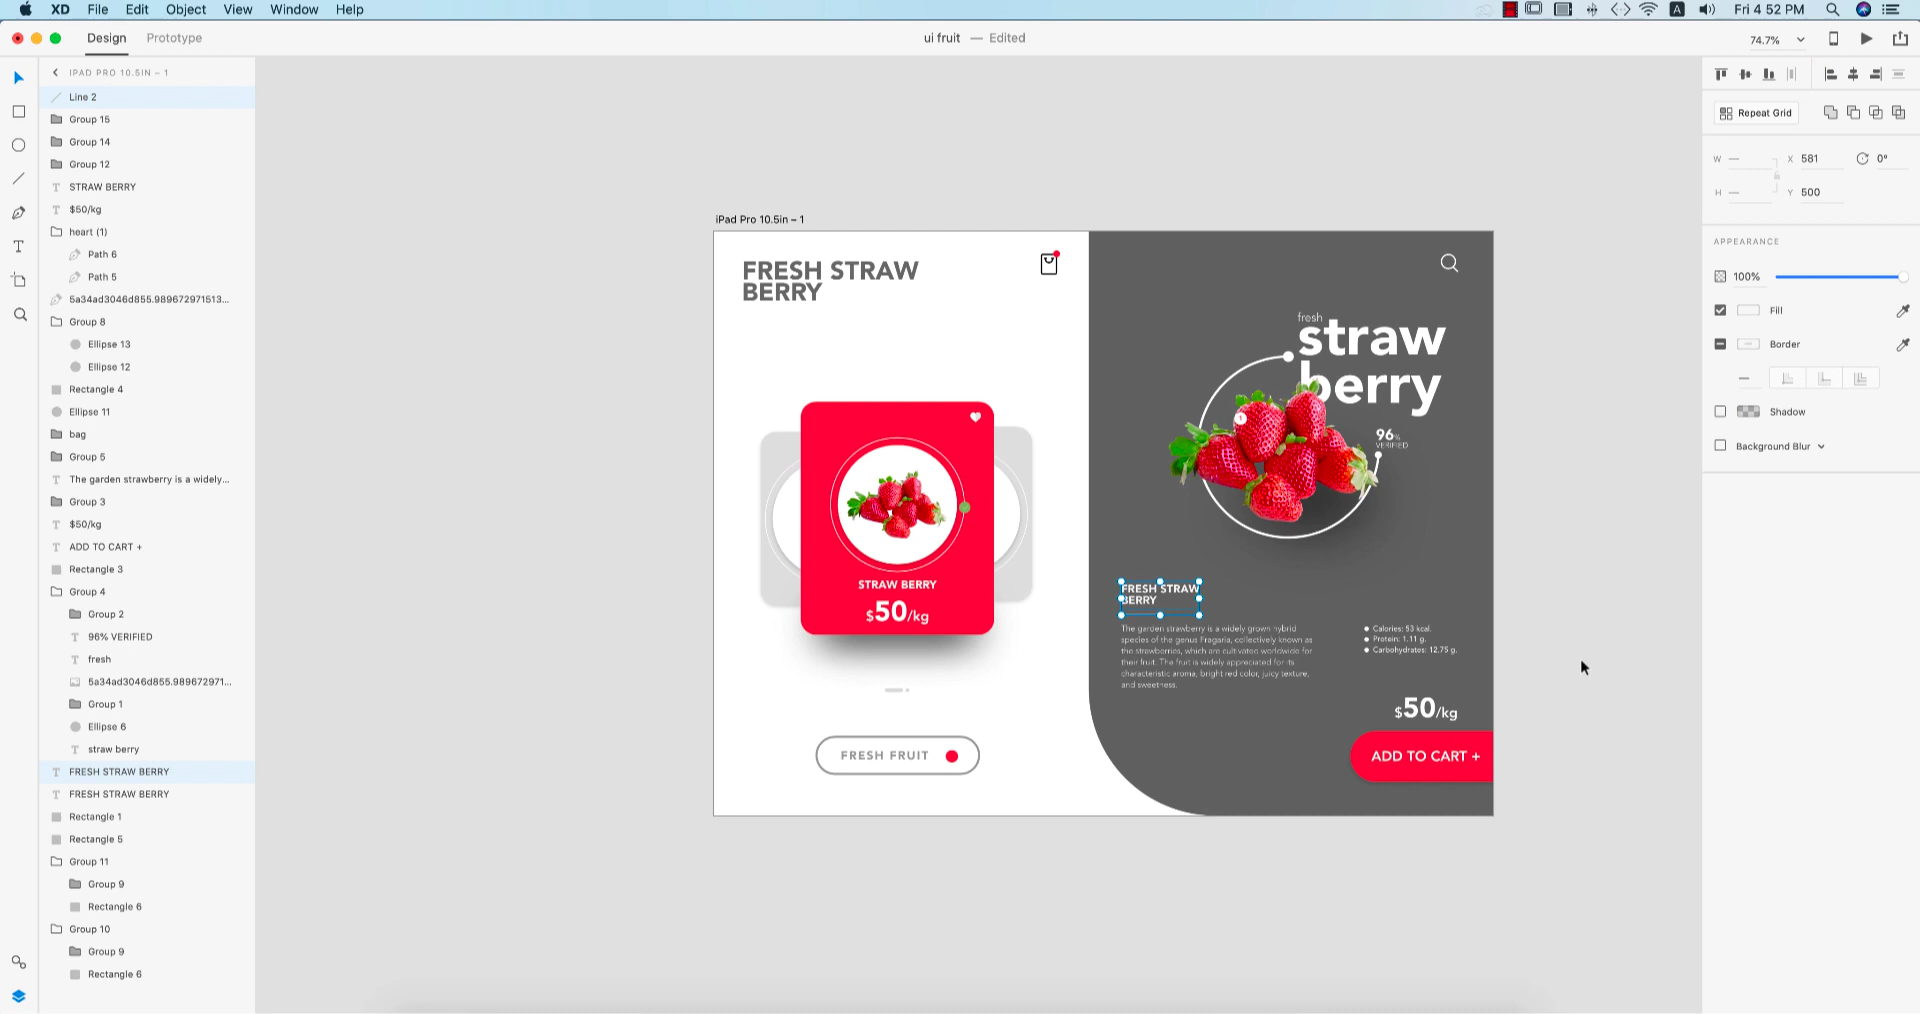 XD File Edit Object View Window Help
A Fri 4 52 PM
Design Prototype
ui fruit — Edited
74.7%
IPAD PRO 10.5IN – 1
Line 2
Group 15
Group 14
Group 12
STRAW BERRY
$50/kg
heart (1)
Path 6
Path 5
5a34ad3046d855.989672971513...
Group 8
Ellipse 13
Ellipse 12
Rectangle 4
Ellipse 11
bag
Group 5
The garden strawberry is a widely...
Group 3
$50/kg
ADD TO CART +
Rectangle 3
Group 4
Group 2
96% VERIFIED
fresh
5a34ad3046d855.989672971...
Group 1
Ellipse 6
straw berry
FRESH STRAW BERRY
FRESH STRAW BERRY
Rectangle 1
Rectangle 5
Group 11
Group 9
Rectangle 6
Group 10
Group 9
Rectangle 6
iPad Pro 10.5in – 1
FRESH STRAW
BERRY
STRAW BERRY
$50/kg
FRESH FRUIT
fresh
straw
berry
96%
VERIFIED
FRESH STRAW
BERRY
The garden strawberry is a widely grown hybrid
species of the genus Fragaria, collectively known as
the strawberries, which are cultivated worldwide for
their fruit. The fruit is widely appreciated for its
characteristic aroma, bright red color, juicy texture,
and sweetness.
● Calories: 53 kcal.
● Protein: 1.11 g.
● Carbohydrates: 12.75 g.
$50/kg
ADD TO CART +
Repeat Grid
W — X 581 0°
H — Y 500
APPEARANCE
100%
Fill
Border
Shadow
Background Blur